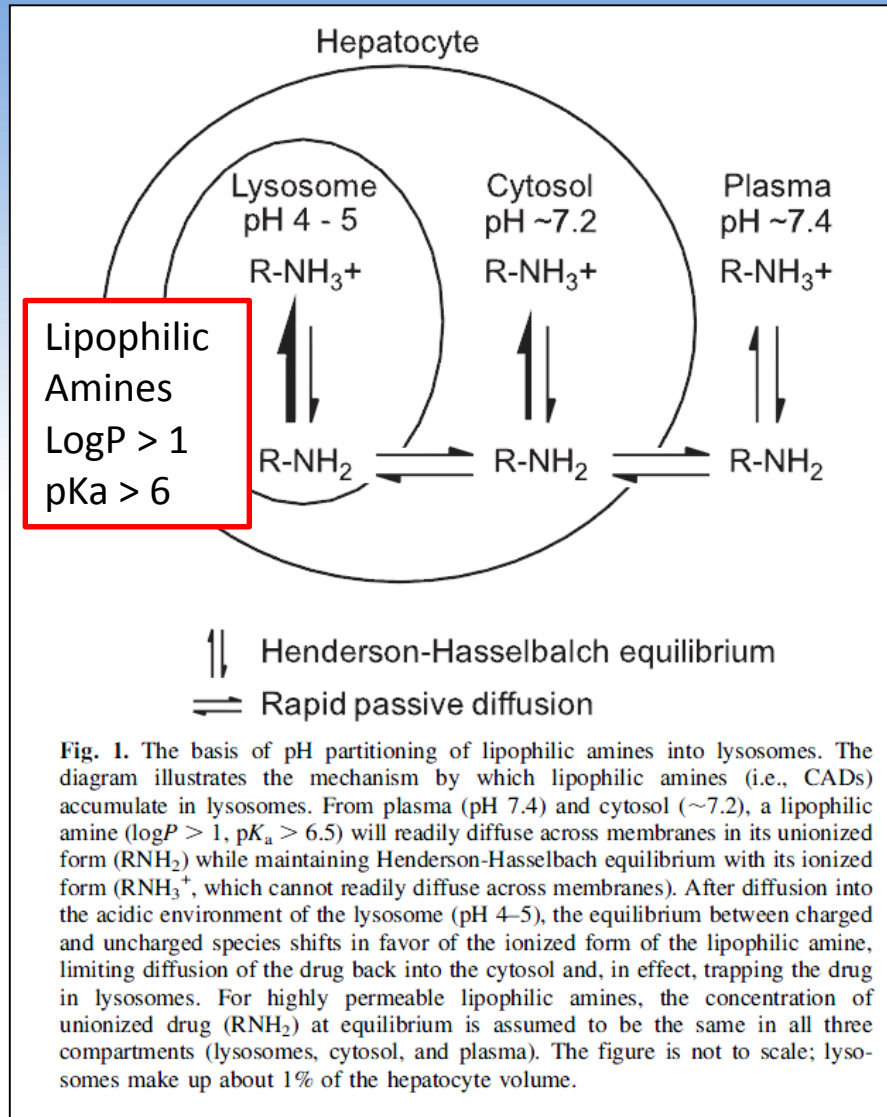 Hepatocyte
Lysosome
pH 4 - 5
Cytosol
pH ~7.2
Plasma
pH ~7.4
R-NH3+ R-NH3+ R-NH3+
Lipophilic
Amines
LogP > 1
pKa > 6
R-NH2 R-NH2 R-NH2
Henderson-Hasselbalch equilibrium
Rapid passive diffusion
Fig. 1. The basis of pH partitioning of lipophilic amines into lysosomes. The
diagram illustrates the mechanism by which lipophilic amines (i.e., CADs)
accumulate in lysosomes. From plasma (pH 7.4) and cytosol (~7.2), a lipophilic
amine (logP > 1, pKa > 6.5) will readily diffuse across membranes in its unionized
form (RNH2) while maintaining Henderson-Hasselbach equilibrium with its ionized
form (RNH3+, which cannot readily diffuse across membranes). After diffusion into
the acidic environment of the lysosome (pH 4–5), the equilibrium between charged
and uncharged species shifts in favor of the ionized form of the lipophilic amine,
limiting diffusion of the drug back into the cytosol and, in effect, trapping the drug
in lysosomes. For highly permeable lipophilic amines, the concentration of
unionized drug (RNH2) at equilibrium is assumed to be the same in all three
compartments (lysosomes, cytosol, and plasma). The figure is not to scale; lyso-
somes make up about 1% of the hepatocyte volume.